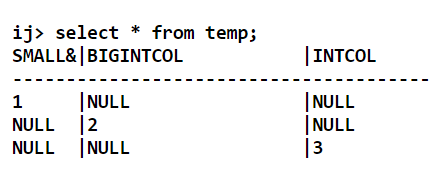 ij> select * from temp;
SMALL&|BIGINTCOL |INTCOL
----------------------------------------
1 |NULL |NULL
NULL |2 |NULL
NULL |NULL |3